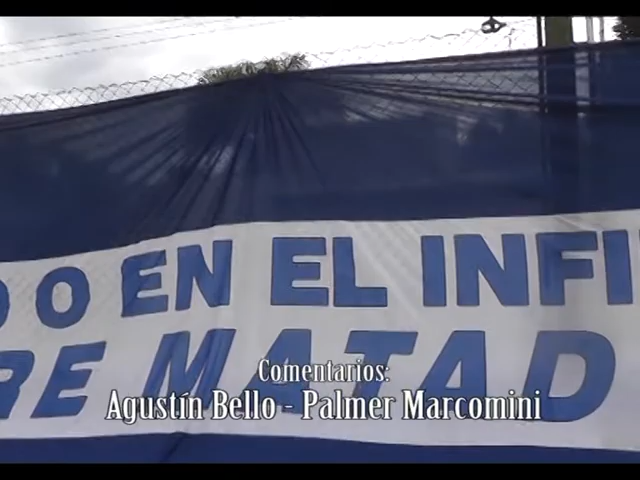 O EN EL INFI
RE MATAD
Comentarios:
Agustín Bello - Palmer Marcomini